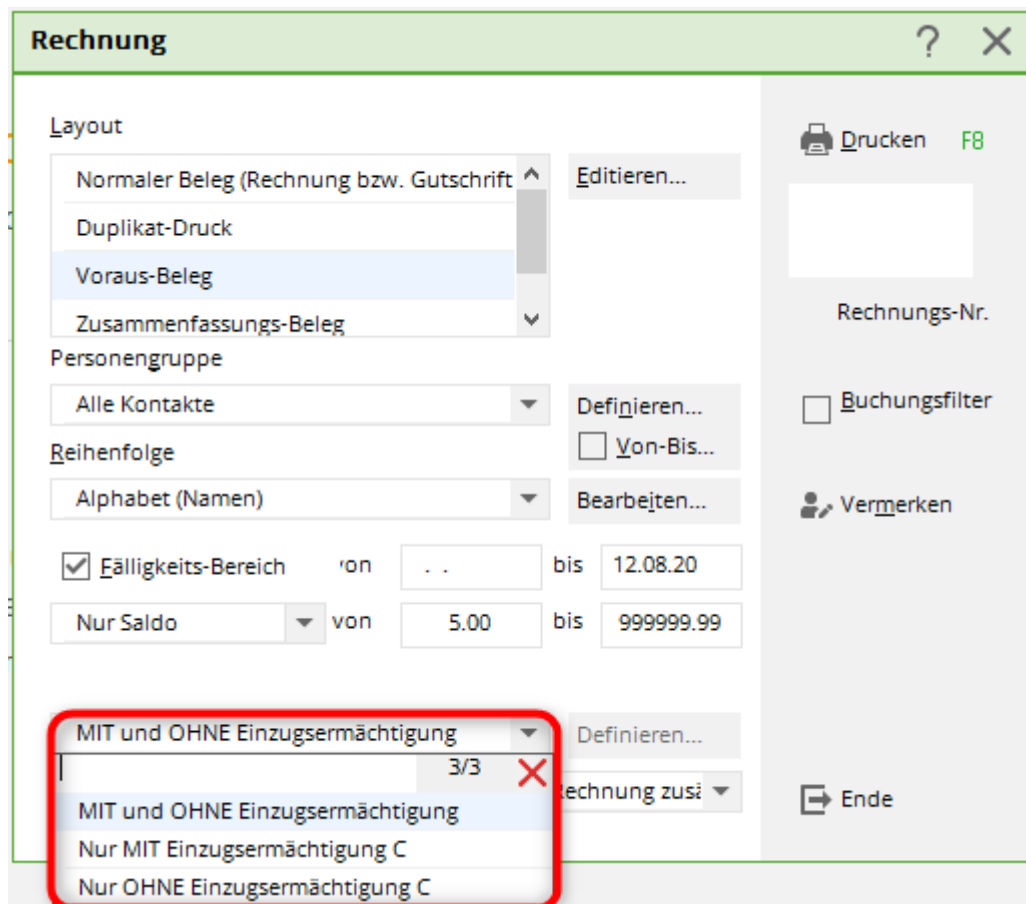 Rechnung
Layout
Normaler Beleg (Rechnung bzw. Gutschrift
Duplikat-Druck
Voraus-Beleg
Zusammenfassungs-Beleg
Editieren...
Personengruppe
Alle Kontakte
Definieren...
Von-Bis...
Reihenfolge
Alphabet (Namen)
Bearbeiten...
Fälligkeits-Bereich von . . bis 12.08.20
Nur Saldo von 5.00 bis 999999.99
MIT und OHNE Einzugsermächtigung
Definieren...
3/3
MIT und OHNE Einzugsermächtigung
Nur MIT Einzugsermächtigung C
Nur OHNE Einzugsermächtigung C
Rechnung zusä
Drucken F8
Rechnungs-Nr.
Buchungsfilter
Vermerken
Ende